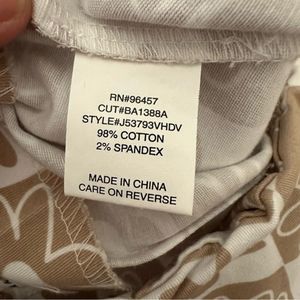 RN#96457
CUT#BA1388A
STYLE#J53793VHDV
98% COTTON
2% SPANDEX
MADE IN CHINA
CARE ON REVERSE